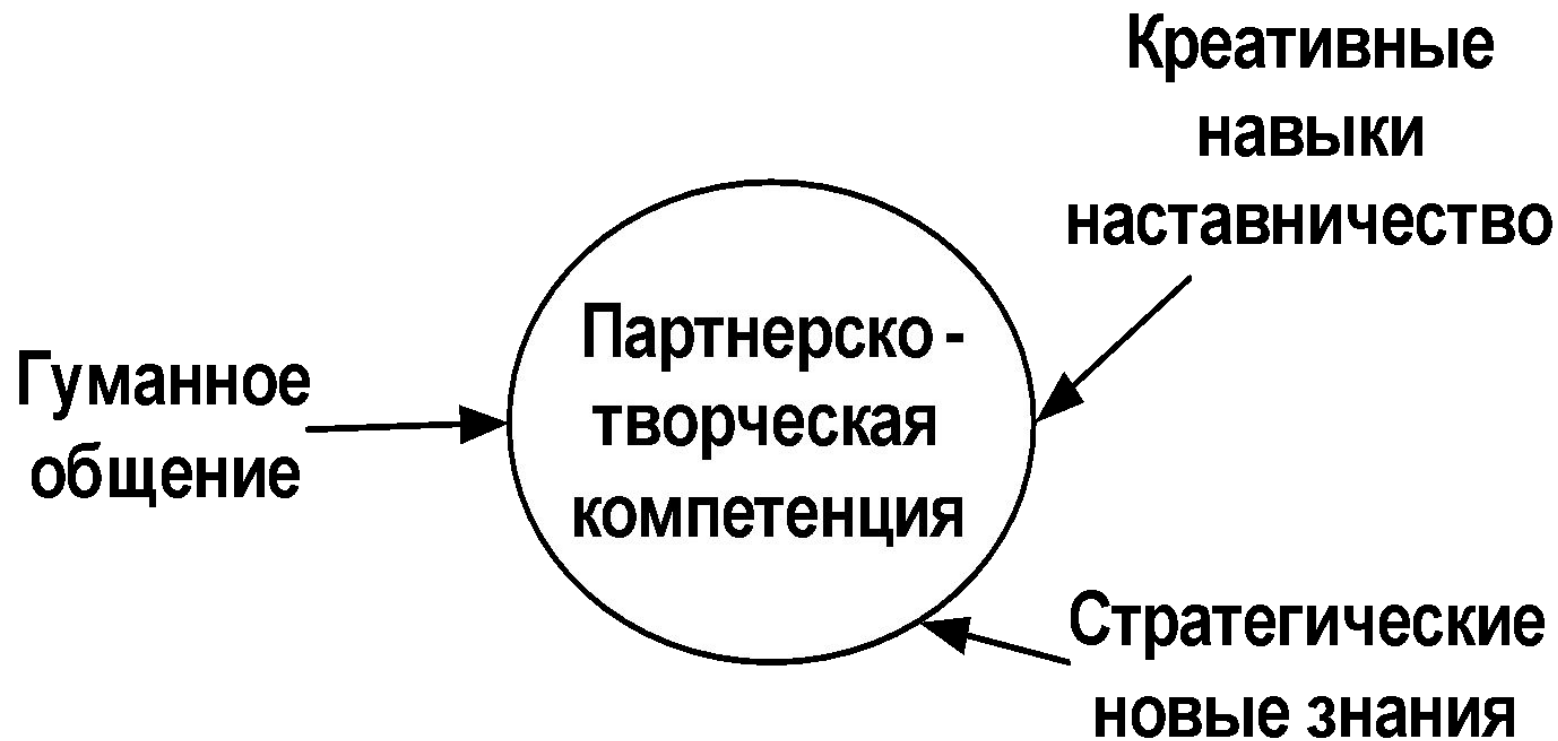 Креативные
навыки
наставничество
Партнерско -
творческая
компетенция
Гуманное
общение
Стратегические
новые знания